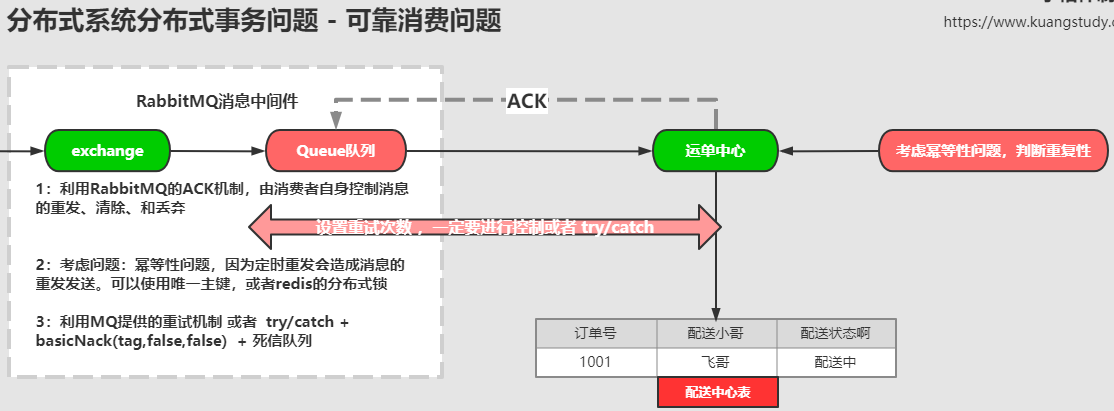 分布式系统分布式事务问题 - 可靠消费问题
https://www.kuangstudy.c
RabbitMQ消息中间件
ACK
exchange
Queue队列
运单中心
考虑幂等性问题，判断重复性
1：利用RabbitMQ的ACK机制，由消费者自身控制消息
的重发、清除、和丢弃
设置重试次数 ，一定要进行控制或者 try/catch
2：考虑问题：幂等性问题，因为定时重发会造成消息的
重发发送。可以使用唯一主键，或者redis的分布式锁
3：利用MQ提供的重试机制 或者 try/catch +
basicNack(tag,false,false) + 死信队列
订单号 配送小哥 配送状态啊
1001 飞哥 配送中
配送中心表